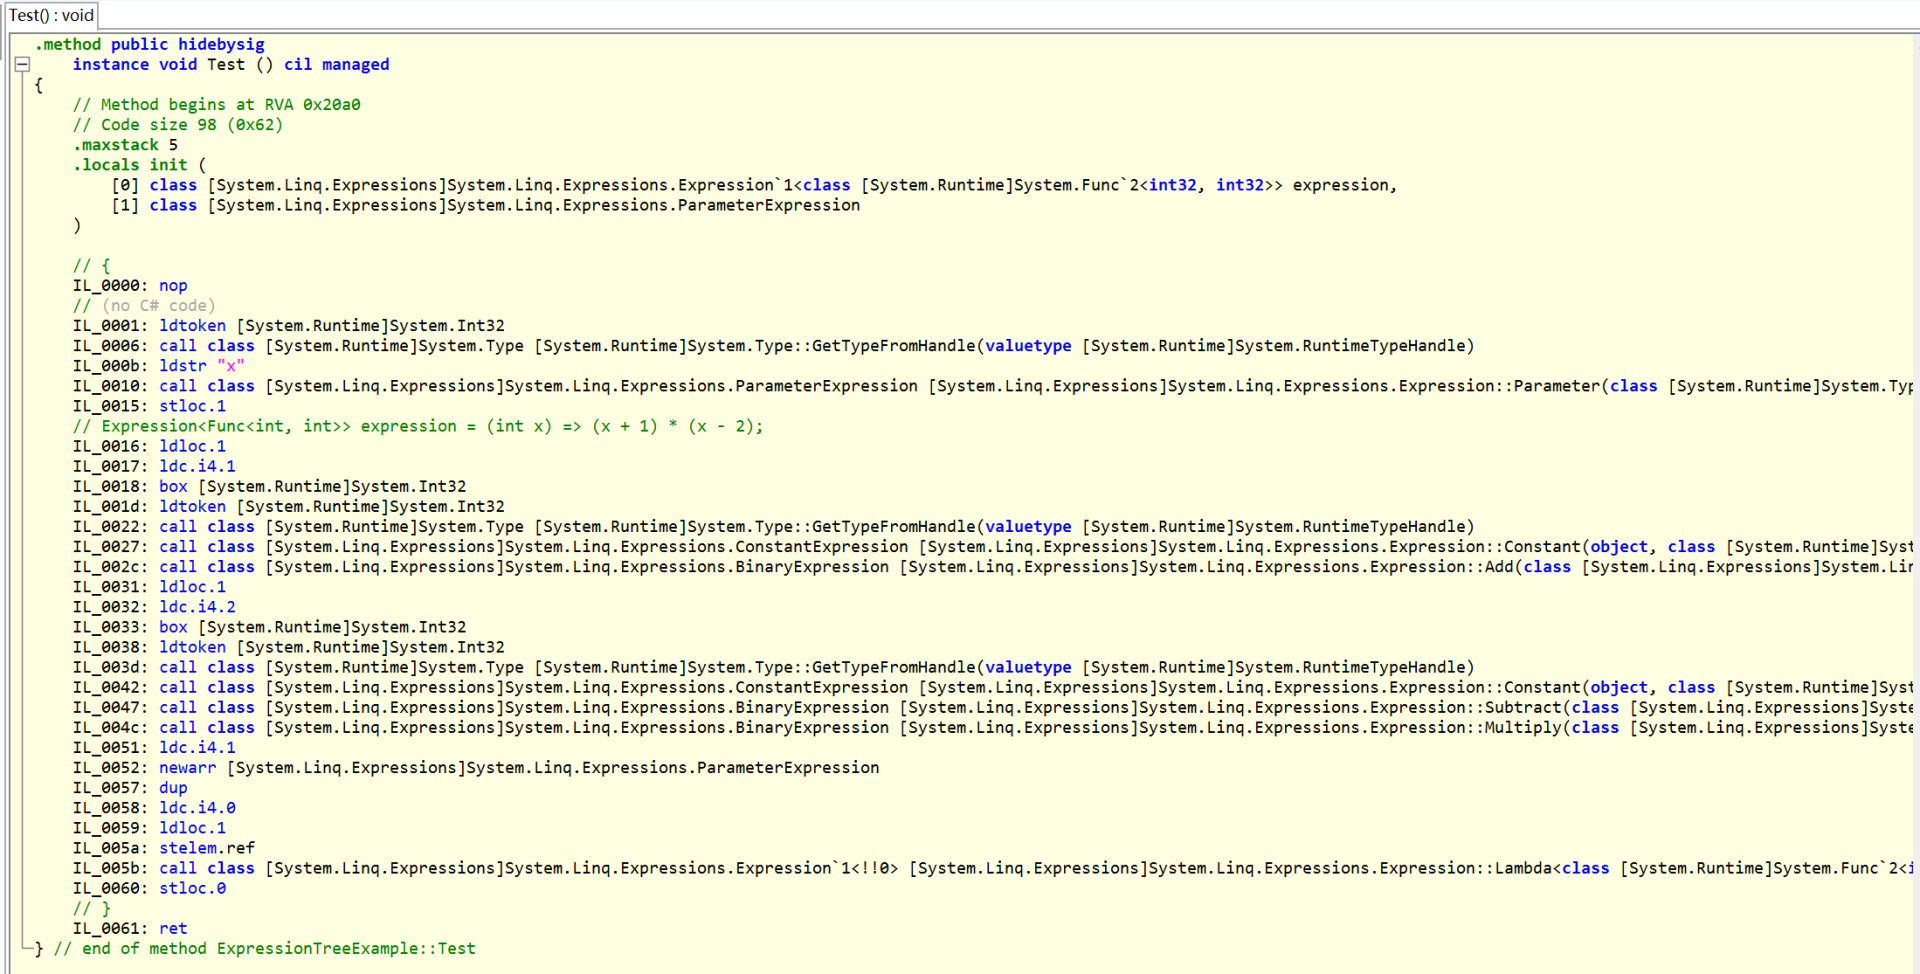 Test() : void
.method public hidebysig
instance void Test () cil managed
{
// Method begins at RVA 0x20a0
// Code size 98 (0x62)
.maxstack 5
.locals init (
[0] class [System.Linq.Expressions]System.Linq.Expressions.Expression`1<class [System.Runtime]System.Func`2<int32, int32>> expression,
[1] class [System.Linq.Expressions]System.Linq.Expressions.ParameterExpression
)
// {
IL_0000: nop
// (no C# code)
IL_0001: ldtoken [System.Runtime]System.Int32
IL_0006: call class [System.Runtime]System.Type [System.Runtime]System.Type::GetTypeFromHandle(valuetype [System.Runtime]System.RuntimeTypeHandle)
IL_000b: ldstr "x"
IL_0010: call class [System.Linq.Expressions]System.Linq.Expressions.ParameterExpression [System.Linq.Expressions]System.Linq.Expressions.Expression::Parameter(class [System.Runtime]System.Typ
IL_0015: stloc.1
// Expression<Func<int, int>> expression = (int x) => (x + 1) * (x - 2);
IL_0016: ldloc.1
IL_0017: ldc.i4.1
IL_0018: box [System.Runtime]System.Int32
IL_001d: ldtoken [System.Runtime]System.Int32
IL_0022: call class [System.Runtime]System.Type [System.Runtime]System.Type::GetTypeFromHandle(valuetype [System.Runtime]System.RuntimeTypeHandle)
IL_0027: call class [System.Linq.Expressions]System.Linq.Expressions.ConstantExpression [System.Linq.Expressions]System.Linq.Expressions.Expression::Constant(object, class [System.Runtime]Syst
IL_002c: call class [System.Linq.Expressions]System.Linq.Expressions.BinaryExpression [System.Linq.Expressions]System.Linq.Expressions.Expression::Add(class [System.Linq.Expressions]System.Lin
IL_0031: ldloc.1
IL_0032: ldc.i4.2
IL_0033: box [System.Runtime]System.Int32
IL_0038: ldtoken [System.Runtime]System.Int32
IL_003d: call class [System.Runtime]System.Type [System.Runtime]System.Type::GetTypeFromHandle(valuetype [System.Runtime]System.RuntimeTypeHandle)
IL_0042: call class [System.Linq.Expressions]System.Linq.Expressions.ConstantExpression [System.Linq.Expressions]System.Linq.Expressions.Expression::Constant(object, class [System.Runtime]Syst
IL_0047: call class [System.Linq.Expressions]System.Linq.Expressions.BinaryExpression [System.Linq.Expressions]System.Linq.Expressions.Expression::Subtract(class [System.Linq.Expressions]Syste
IL_004c: call class [System.Linq.Expressions]System.Linq.Expressions.BinaryExpression [System.Linq.Expressions]System.Linq.Expressions.Expression::Multiply(class [System.Linq.Expressions]Syste
IL_0051: ldc.i4.1
IL_0052: newarr [System.Linq.Expressions]System.Linq.Expressions.ParameterExpression
IL_0057: dup
IL_0058: ldc.i4.0
IL_0059: ldloc.1
IL_005a: stelem.ref
IL_005b: call class [System.Linq.Expressions]System.Linq.Expressions.Expression`1<!!0> [System.Linq.Expressions]System.Linq.Expressions.Expression::Lambda<class [System.Runtime]System.Func`2<i
IL_0060: stloc.0
// }
IL_0061: ret
} // end of method ExpressionTreeExample::Test